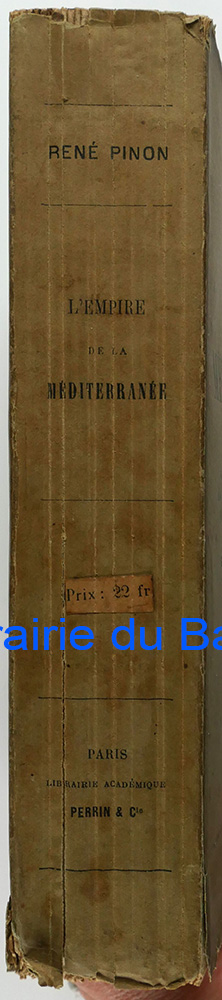 RENÉ PINON
L'EMPIRE
DE LA
MÉDITERRANÉE
Prix : 22 fr
rairie du Ba
PARIS
LIBRAIRIE ACADÉMIQUE
PERRIN & Cie